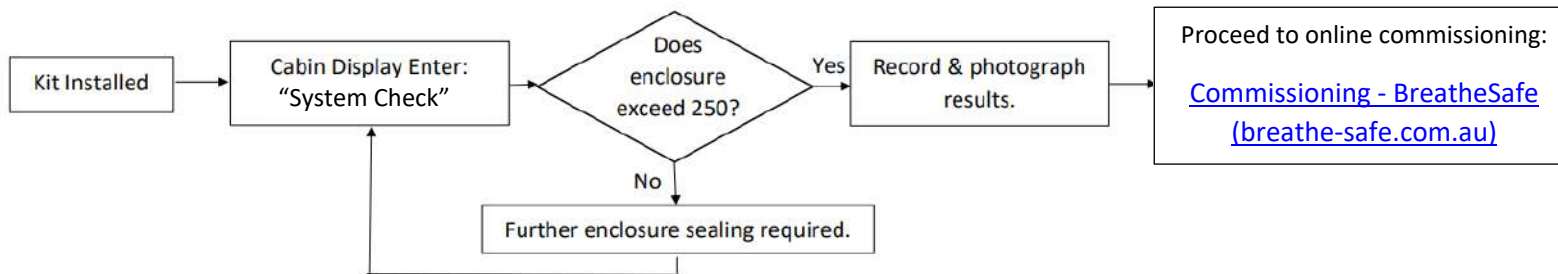 Kit Installed
Cabin Display Enter:
“System Check”
Does
enclosure
exceed 250?
Yes
Record & photograph
results.
Proceed to online commissioning:
Commissioning - BreatheSafe
(breathe-safe.com.au)
No
Further enclosure sealing required.